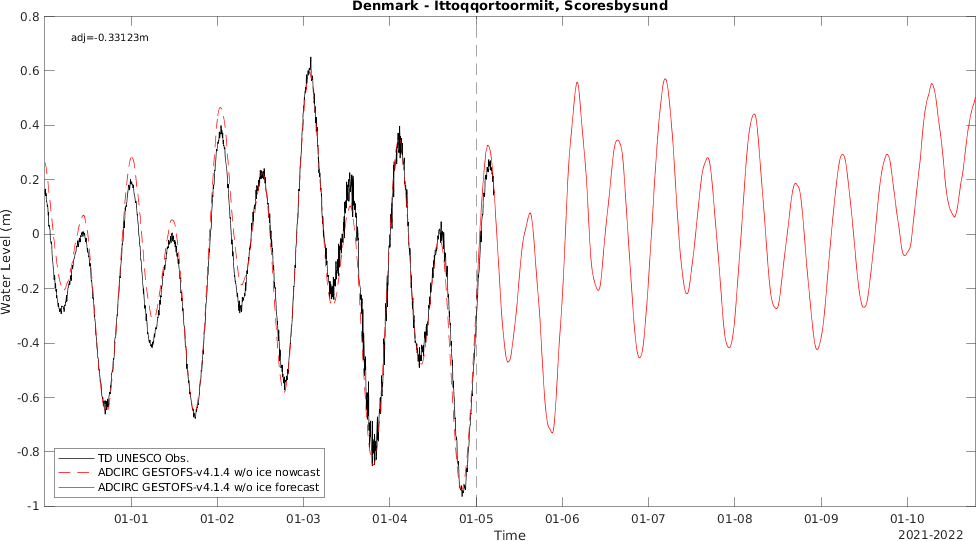 Denmark - Ittoqqortoormiit, Scoresbysund
adj=-0.33123m
0.8
0.6
0.4
0.2
0
-0.2
-0.4
-0.6
-0.8
-1
Water Level (m)
TD UNESCO Obs.
ADCIRC GESTOFS-v4.1.4 w/o ice nowcast
ADCIRC GESTOFS-v4.1.4 w/o ice forecast
01-01 01-02 01-03 01-04 01-05 01-06 01-07 01-08 01-09 01-10
Time
2021-2022